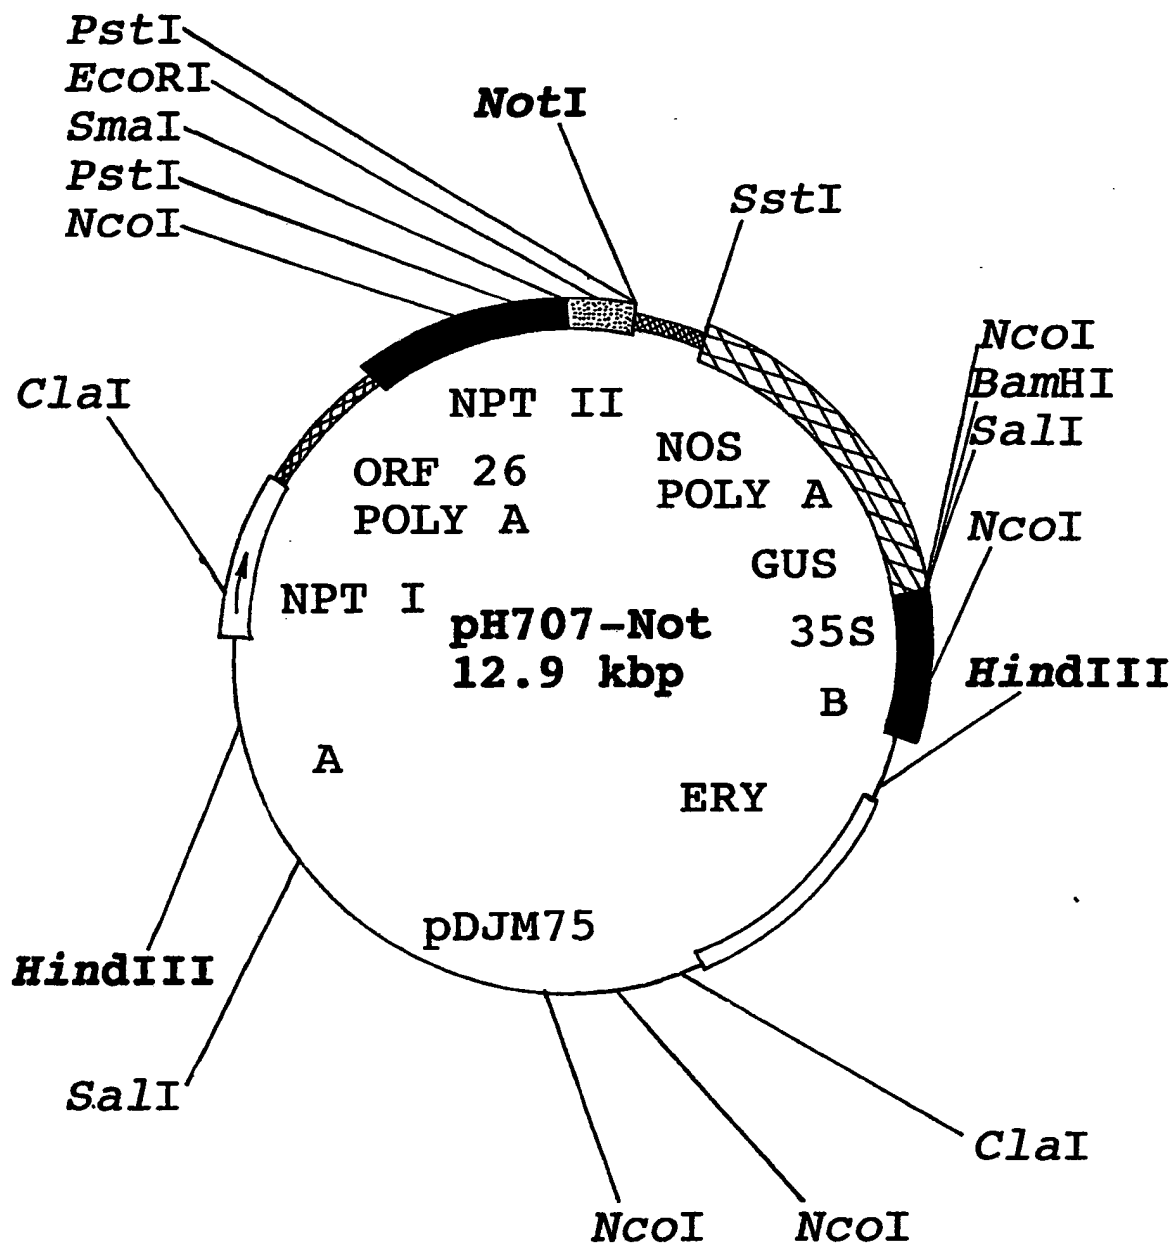 PstI
EcoRI
SmaI
PstI
NcoI
NotI
SstI
NcoI
BamHI
SalI
NcoI
HindIII
ClaI
NPT II
ORF 26
POLY A
NOS
POLY A
GUS
NPT I
35S
pH707-Not
12.9 kbp
B
A
ERY
pDJM75
HindIII
SalI
ClaI
NcoI
NcoI